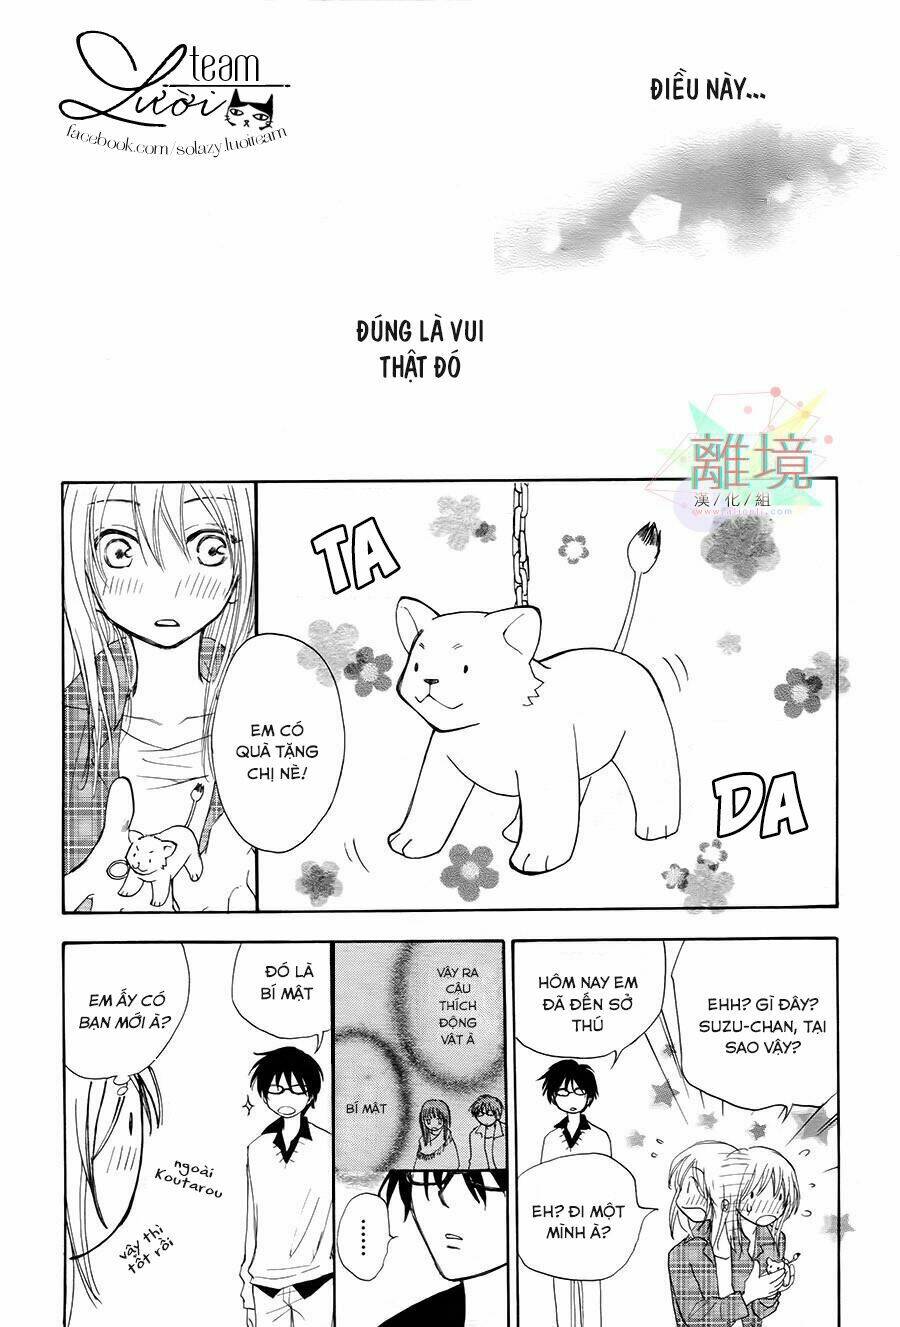 team
Lười
facebook.com/solazy.luoiteam
ĐIỀU NÀY...
ĐÚNG LÀ VUI
THẬT ĐÓ
離境
漢/化/組
TA
DA
EM CÓ
QUẢ TẶNG
CHỊ NÈ!
EHH? GÌ ĐÂY?
SUZU-CHAN, TẠI
SAO VẬY?
HÔM NAY EM
ĐÃ ĐẾN SỞ
THÚ
EH? ĐI MỘT
MÌNH À?
VẬY RA
CẬU
THÍCH
ĐỘNG
VẬT À
BÍ MẬT
......
ĐÓ LÀ
BÍ MẬT
EM ẤY CÓ
BẠN MỚI À?
ngoài
Koutarou
vậy thì
tốt rồi